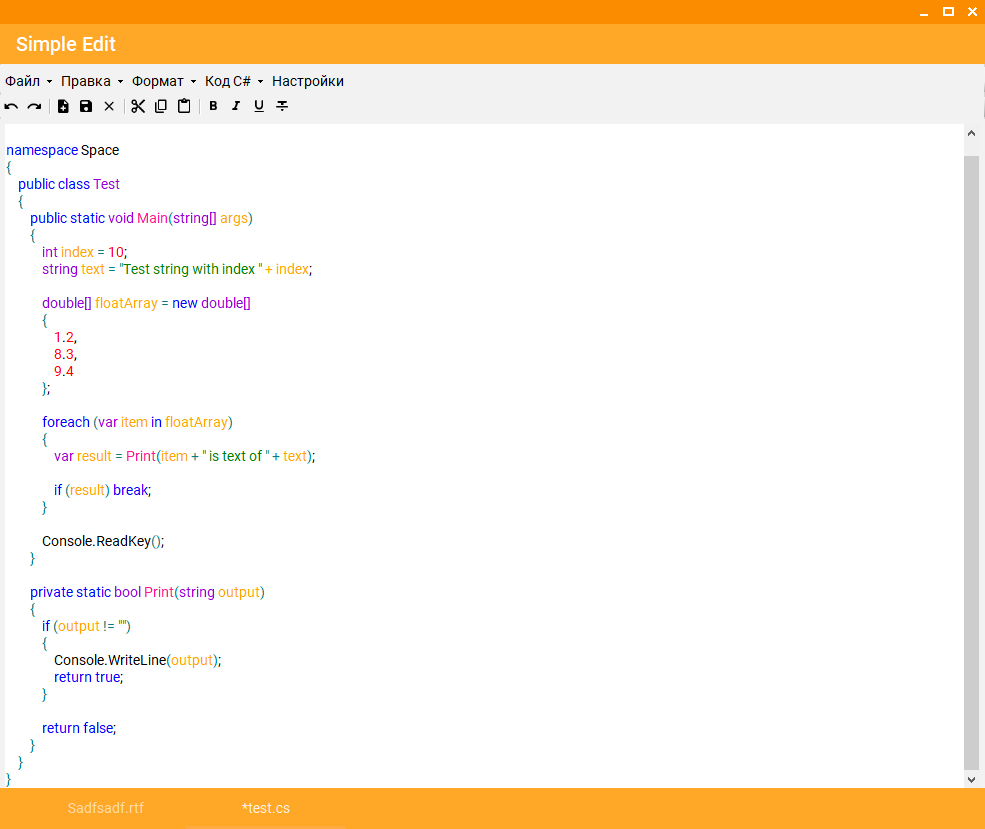 Simple Edit
Файл Правка Формат Код C# Настройки
B I U
namespace Space
{
public class Test
{
public static void Main(string[] args)
{
int index = 10;
string text = "Test string with index " + index;
double[] floatArray = new double[]
{
1.2,
8.3,
9.4
};
foreach (var item in floatArray)
{
var result = Print(item + " is text of " + text);
if (result) break;
}
Console.ReadKey();
}
private static bool Print(string output)
{
if (output != "")
{
Console.WriteLine(output);
return true;
}
return false;
}
}
}
Sadfsadf.rtf *test.cs